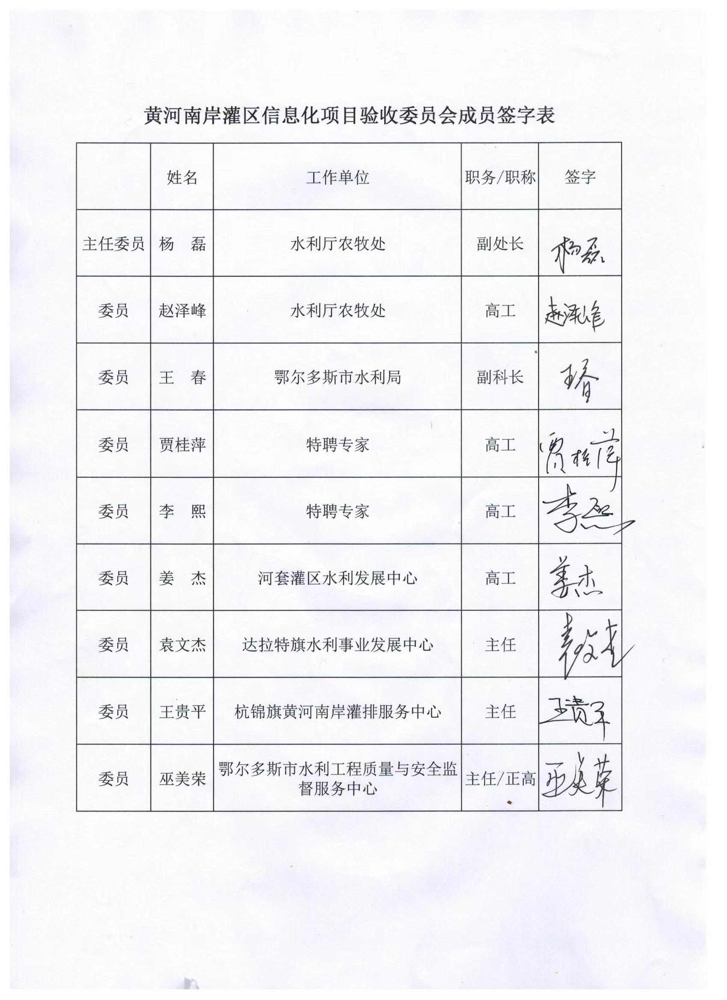 黄河南岸灌区信息化项目验收委员会成员签字表
姓名 工作单位 职务/职称 签字
主任委员 杨 磊 水利厅农牧处 副处长 杨磊
委员 赵泽峰 水利厅农牧处 高工 赵泽峰
委员 王 春 鄂尔多斯市水利局 副科长 王春
委员 贾桂萍 特聘专家 高工 贾桂萍
委员 李 熙 特聘专家 高工 李熙
委员 姜 杰 河套灌区水利发展中心 高工 姜杰
委员 袁文杰 达拉特旗水利事业发展中心 主任 袁文杰
委员 王贵平 杭锦旗黄河南岸灌排服务中心 主任 王贵平
委员 巫美荣 鄂尔多斯市水利工程质量与安全监
督服务中心 主任/正高 巫美荣